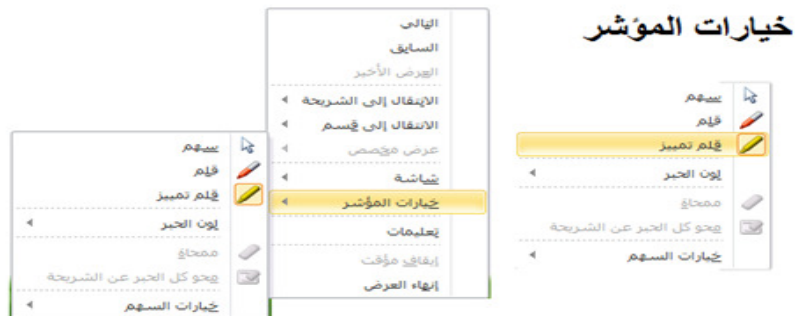 خيارات المؤشر
سهم
قلم
قلم تمييز
لون الحبر
ممحاة
محو كل الحبر عن الشريحة
خيارات السهم
التالي
السابق
العرض الأخير
الانتقال إلى الشريحة
الانتقال إلى قسم
عرض مخصص
شاشة
خيارات المؤشر
تعليمات
إيقاف مؤقت
إنهاء العرض
سهم
قلم
قلم تمييز
لون الحبر
ممحاة
محو كل الحبر عن الشريحة
خيارات السهم